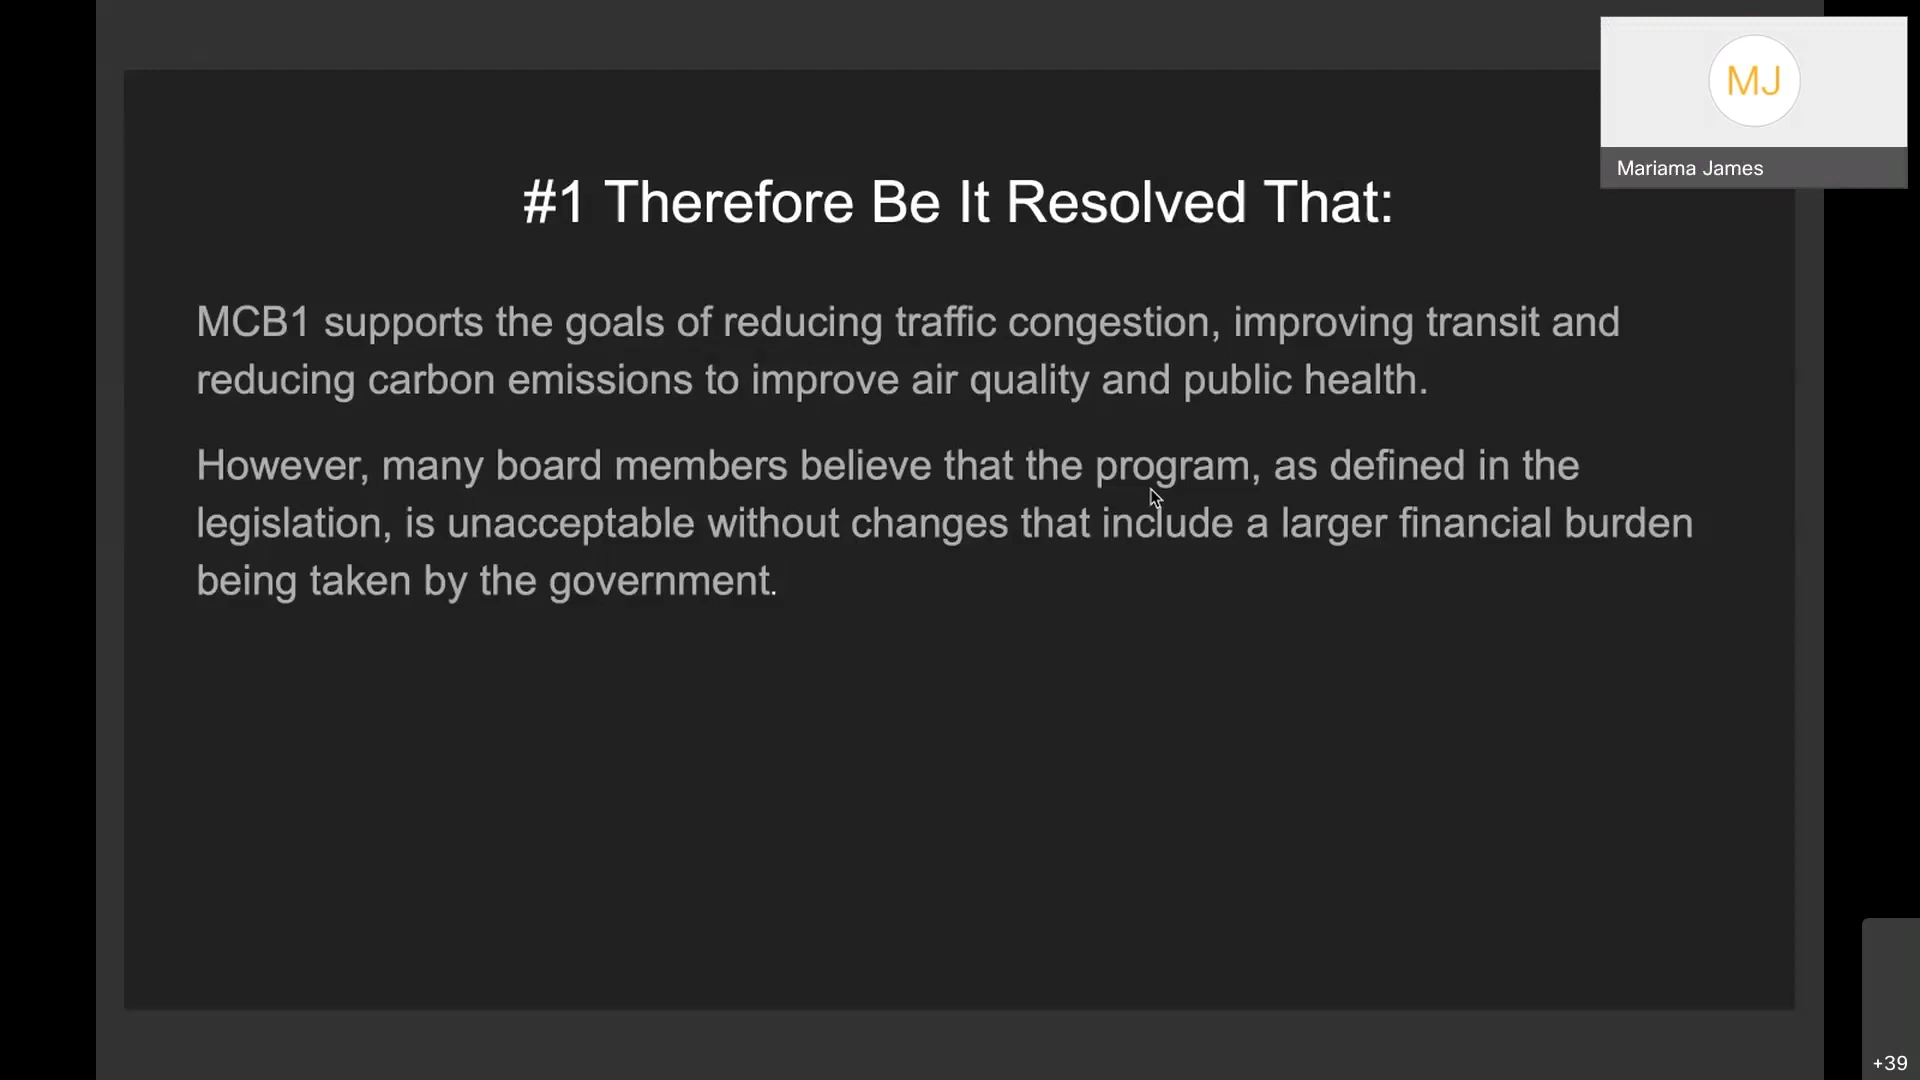 MJ
Mariama James
#1 Therefore Be It Resolved That:
MCB1 supports the goals of reducing traffic congestion, improving transit and
reducing carbon emissions to improve air quality and public health.
However, many board members believe that the program, as defined in the
legislation, is unacceptable without changes that include a larger financial burden
being taken by the government.
+39